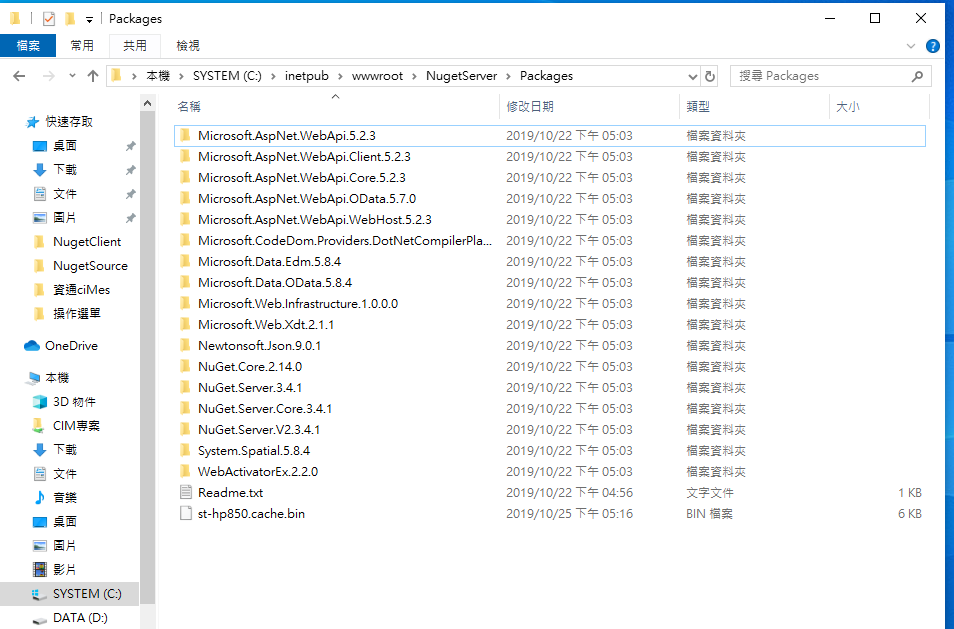 Packages
檔案 常用 共用 檢視
本機 SYSTEM (C:) inetpub wwwroot NugetServer Packages 搜尋 Packages
名稱 修改日期 類型 大小
快速存取
桌面
下載
文件
圖片
NugetClient
NugetSource
資通ciMes
操作選單
OneDrive
本機
3D 物件
CIM專案
下載
文件
音樂
桌面
圖片
影片
SYSTEM (C:)
DATA (D:)
Microsoft.AspNet.WebApi.5.2.3 2019/10/22 下午 05:03 檔案資料夾
Microsoft.AspNet.WebApi.Client.5.2.3 2019/10/22 下午 05:03 檔案資料夾
Microsoft.AspNet.WebApi.Core.5.2.3 2019/10/22 下午 05:03 檔案資料夾
Microsoft.AspNet.WebApi.OData.5.7.0 2019/10/22 下午 05:03 檔案資料夾
Microsoft.AspNet.WebApi.WebHost.5.2.3 2019/10/22 下午 05:03 檔案資料夾
Microsoft.CodeDom.Providers.DotNetCompilerPla... 2019/10/22 下午 05:03 檔案資料夾
Microsoft.Data.Edm.5.8.4 2019/10/22 下午 05:03 檔案資料夾
Microsoft.Data.OData.5.8.4 2019/10/22 下午 05:03 檔案資料夾
Microsoft.Web.Infrastructure.1.0.0.0 2019/10/22 下午 05:03 檔案資料夾
Microsoft.Web.Xdt.2.1.1 2019/10/22 下午 05:03 檔案資料夾
Newtonsoft.Json.9.0.1 2019/10/22 下午 05:03 檔案資料夾
NuGet.Core.2.14.0 2019/10/22 下午 05:03 檔案資料夾
NuGet.Server.3.4.1 2019/10/22 下午 05:03 檔案資料夾
NuGet.Server.Core.3.4.1 2019/10/22 下午 05:03 檔案資料夾
NuGet.Server.V2.3.4.1 2019/10/22 下午 05:03 檔案資料夾
System.Spatial.5.8.4 2019/10/22 下午 05:03 檔案資料夾
WebActivatorEx.2.2.0 2019/10/22 下午 05:03 檔案資料夾
Readme.txt 2019/10/22 下午 04:56 文字文件 1 KB
st-hp850.cache.bin 2019/10/25 下午 05:16 BIN 檔案 6 KB